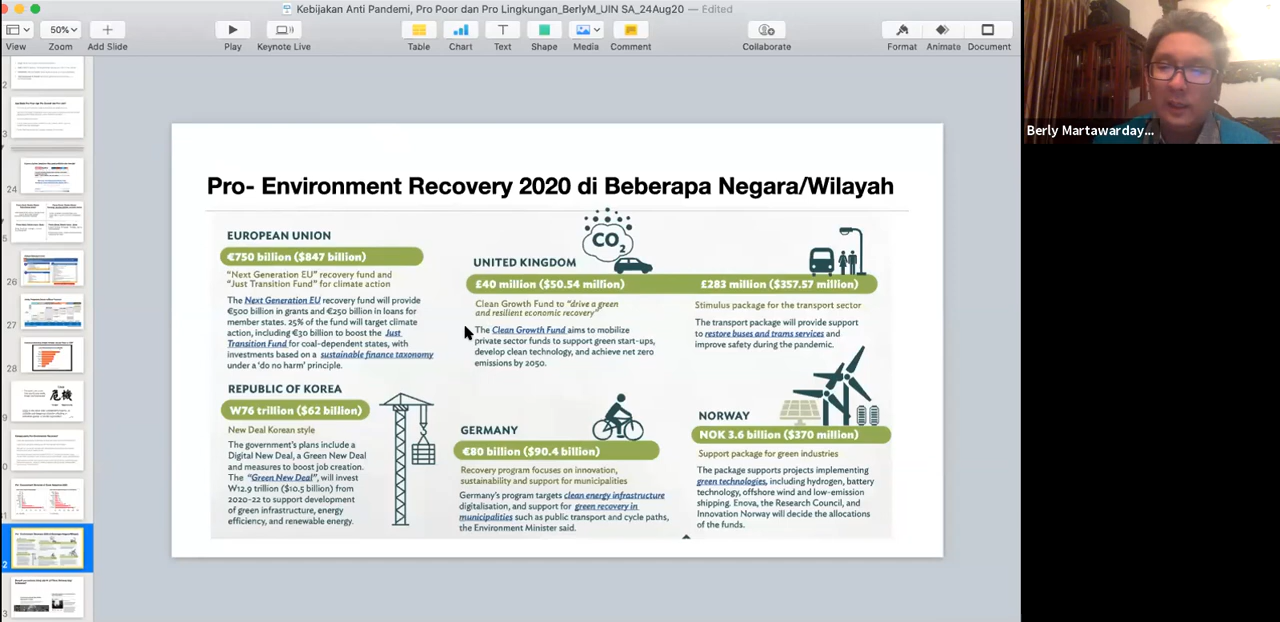 Kebijakan Anti Pandemi, Pro Poor dan Pro Lingkungan_BerlyM_UIN SA_24Aug20 — Edited
50%
View
Zoom
Add Slide
Play
Keynote Live
Table
Chart
Text
Shape
Media
Comment
Collaborate
Format
Animate
Document
Berly Martawarday...
Pro- Environment Recovery 2020 di Beberapa Negara/Wilayah
EUROPEAN UNION
€750 billion ($847 billion)
“Next Generation EU” recovery fund and
“Just Transition Fund” for climate action
The Next Generation EU recovery fund will provide
€500 billion in grants and €250 billion in loans for
member states. 25% of the fund will target climate
action, including €30 billion to boost the Just
Transition Fund for coal-dependent states, with
investments based on a sustainable finance taxonomy
under a ‘do no harm’ principle.
CO2
UNITED KINGDOM
£40 million ($50.54 million)
Clean Growth Fund to “drive a green
and resilient economic recovery”
The Clean Growth Fund aims to mobilize
private sector funds to support green start-ups,
develop clean technology, and achieve net zero
emissions by 2050.
£283 million ($357.57 million)
Stimulus package for the transport sector
The transport package will provide support
to restore buses and trams services and
improve safety during the pandemic.
REPUBLIC OF KOREA
W76 trillion ($62 billion)
New Deal Korean style
The government’s plans include a
Digital New Deal, a Green New Deal
and measures to boost job creation.
The “Green New Deal”, will invest
W12.9 trillion ($10.5 billion) from
2020-22 to support development
of green infrastructure, energy
efficiency, and renewable energy.
GERMANY
€80 billion ($90.4 billion)
Recovery program focuses on innovation,
sustainability and support for municipalities
Germany’s program targets clean energy infrastructure
digitalisation, and support for green recovery in
municipalities such as public transport and cycle paths,
the Environment Minister said.
NORWAY
NOK 3.6 billion ($370 million)
Support package for green industries
The package supports projects implementing
green technologies, including hydrogen, battery
technology, offshore wind and low-emission
shipping. Enova, the Research Council, and
Innovation Norway will decide the allocations
of the funds.
24
26
27
28
危機